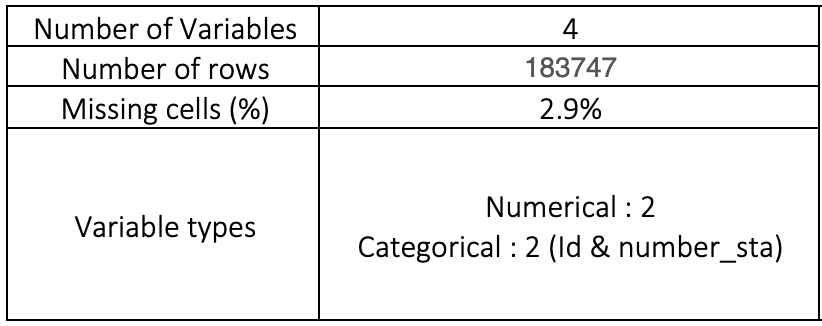 Number of Variables 4
Number of rows 183747
Missing cells (%) 2.9%
Variable types
Numerical : 2
Categorical : 2 (Id & number_sta)